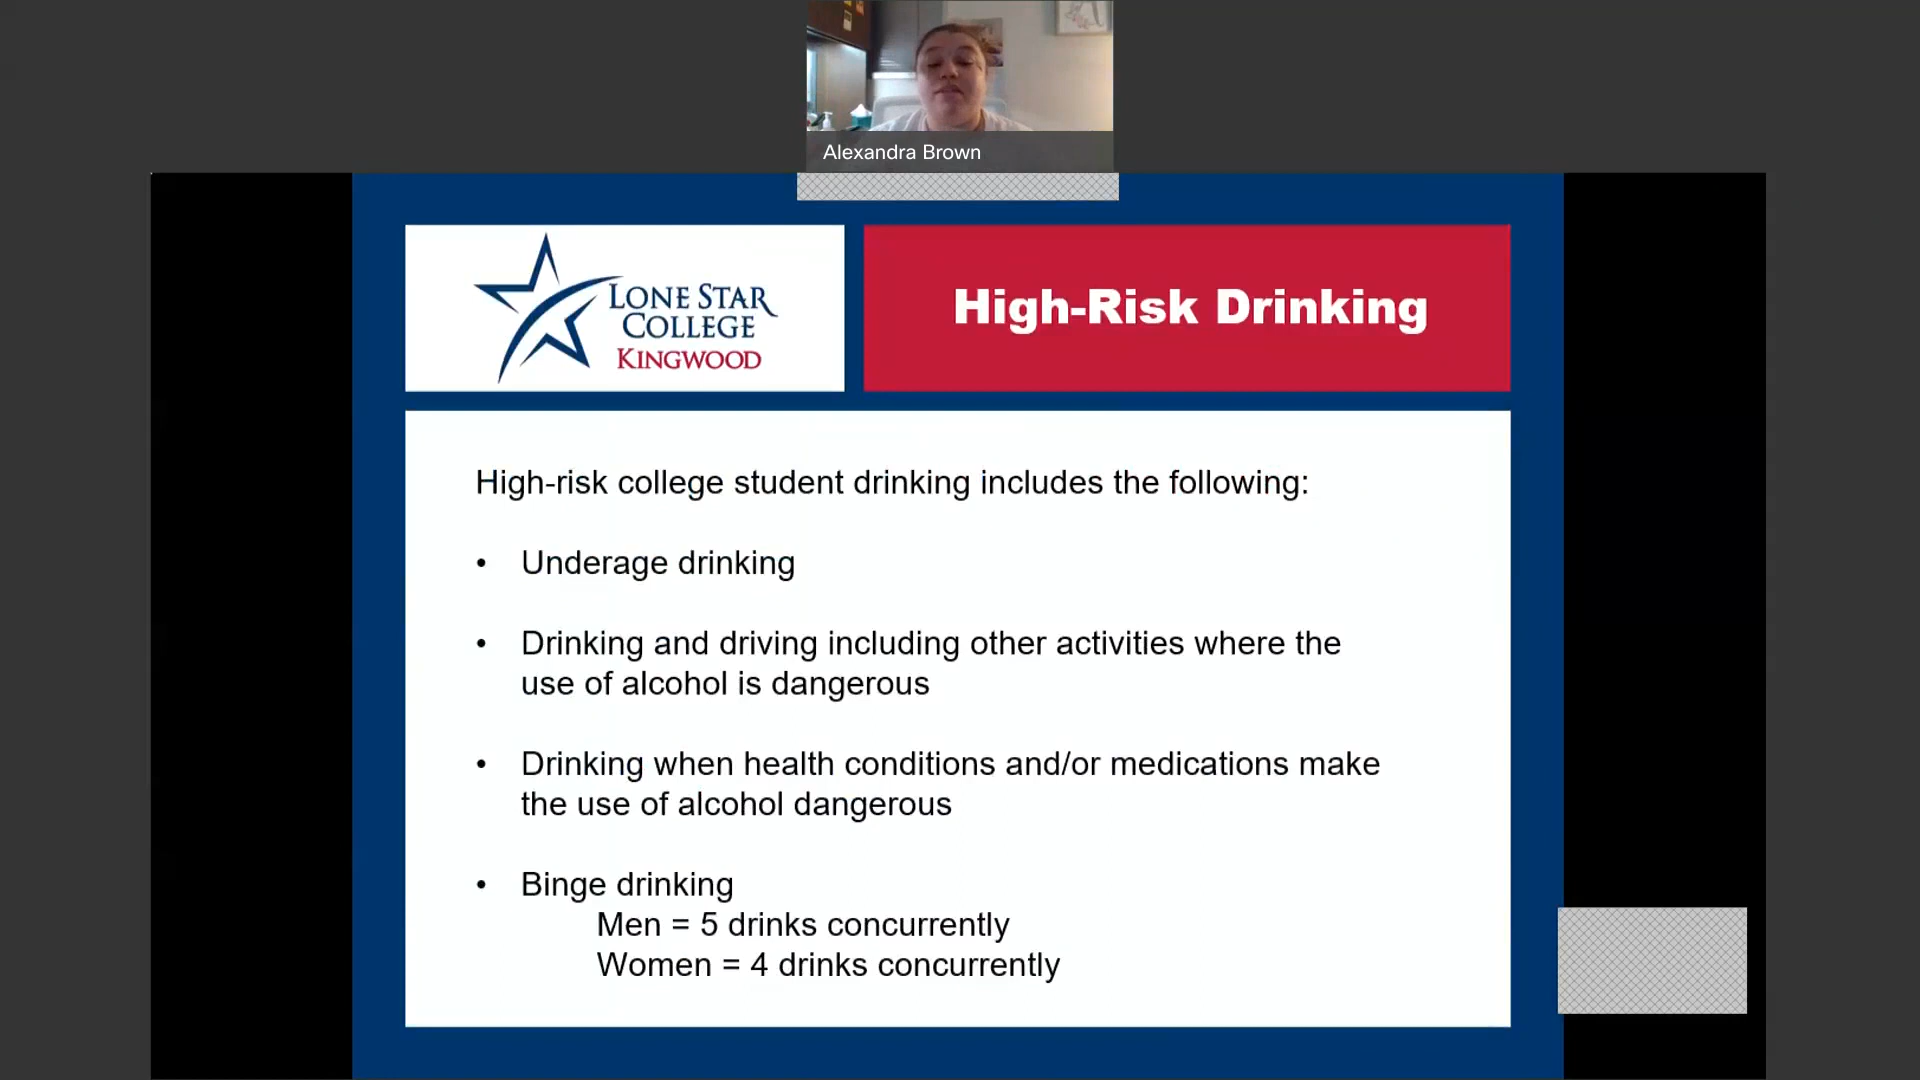 Alexandra Brown
LONE STAR
COLLEGE
KINGWOOD
High-Risk Drinking
High-risk college student drinking includes the following:
• Underage drinking
• Drinking and driving including other activities where the
use of alcohol is dangerous
• Drinking when health conditions and/or medications make
the use of alcohol dangerous
• Binge drinking
Men = 5 drinks concurrently
Women = 4 drinks concurrently